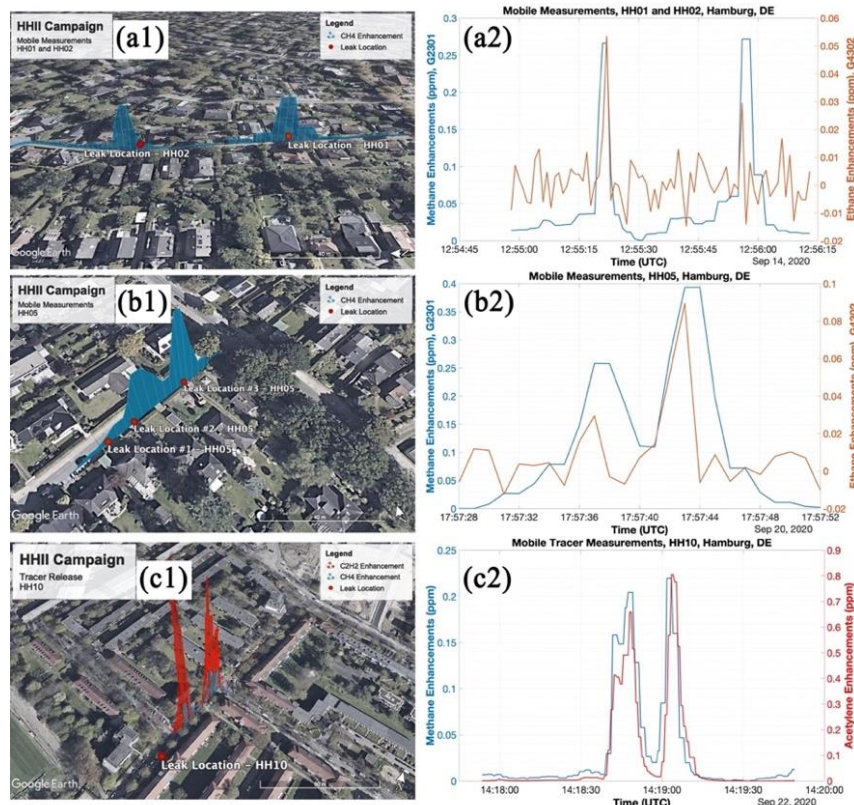 HHII Campaign
Mobile Measurements
HH01 and HH02
(a1)
Legend
CH4 Enhancement
Leak Location
Leak Location - HH02
Leak Location - HH01
Google Earth
(a2)
Mobile Measurements, HH01 and HH02, Hamburg, DE
Methane Enhancements (ppm), G2301
0.3
0.25
0.2
0.15
0.1
0.05
0
Ethane Enhancements (ppm), G4302
0.06
0.05
0.04
0.03
0.02
0.01
0
-0.01
-0.02
12:54:45 12:55:00 12:55:15 12:55:30 12:55:45 12:56:00 12:56:15
Time (UTC)
Sep 14, 2020
HHII Campaign
Mobile Measurements
HH05
(b1)
Legend
CH4 Enhancement
Leak Location
Leak Location #3 - HH05
Leak Location #2 - HH05
Leak Location #1 - HH05
Google Earth
(b2)
Mobile Measurements, HH05, Hamburg, DE
Methane Enhancements (ppm), G2301
0.4
0.35
0.3
0.25
0.2
0.15
0.1
0.05
0
Ethane Enhancements (ppm), G4302
0.1
0.08
0.06
0.04
0.02
0
-0.02
17:57:28 17:57:32 17:57:36 17:57:40 17:57:44 17:57:48 17:57:52
Time (UTC)
Sep 20, 2020
HHII Campaign
Tracer Release
HH10
(c1)
Legend
C2H2 Enhancement
CH4 Enhancement
Leak Location
Leak Location - HH10
Google Earth
(c2)
Mobile Tracer Measurements, HH10, Hamburg, DE
Methane Enhancements (ppm)
0.25
0.2
0.15
0.1
0.05
0
Acetylene Enhancements (ppm)
0.9
0.8
0.7
0.6
0.5
0.4
0.3
0.2
0.1
0
14:18:00 14:18:30 14:19:00 14:19:30 14:20:00
Time (UTC)
Sep 22, 2020